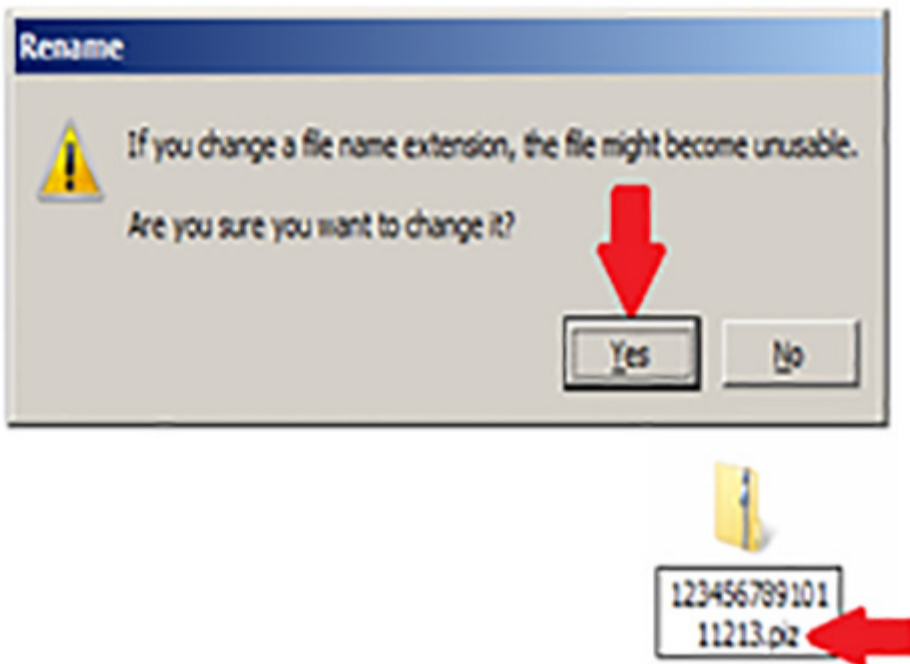 Rename
If you change a file name extension, the file might become unusable.
Are you sure you want to change it?
Yes
No
123456789101
11213.piz